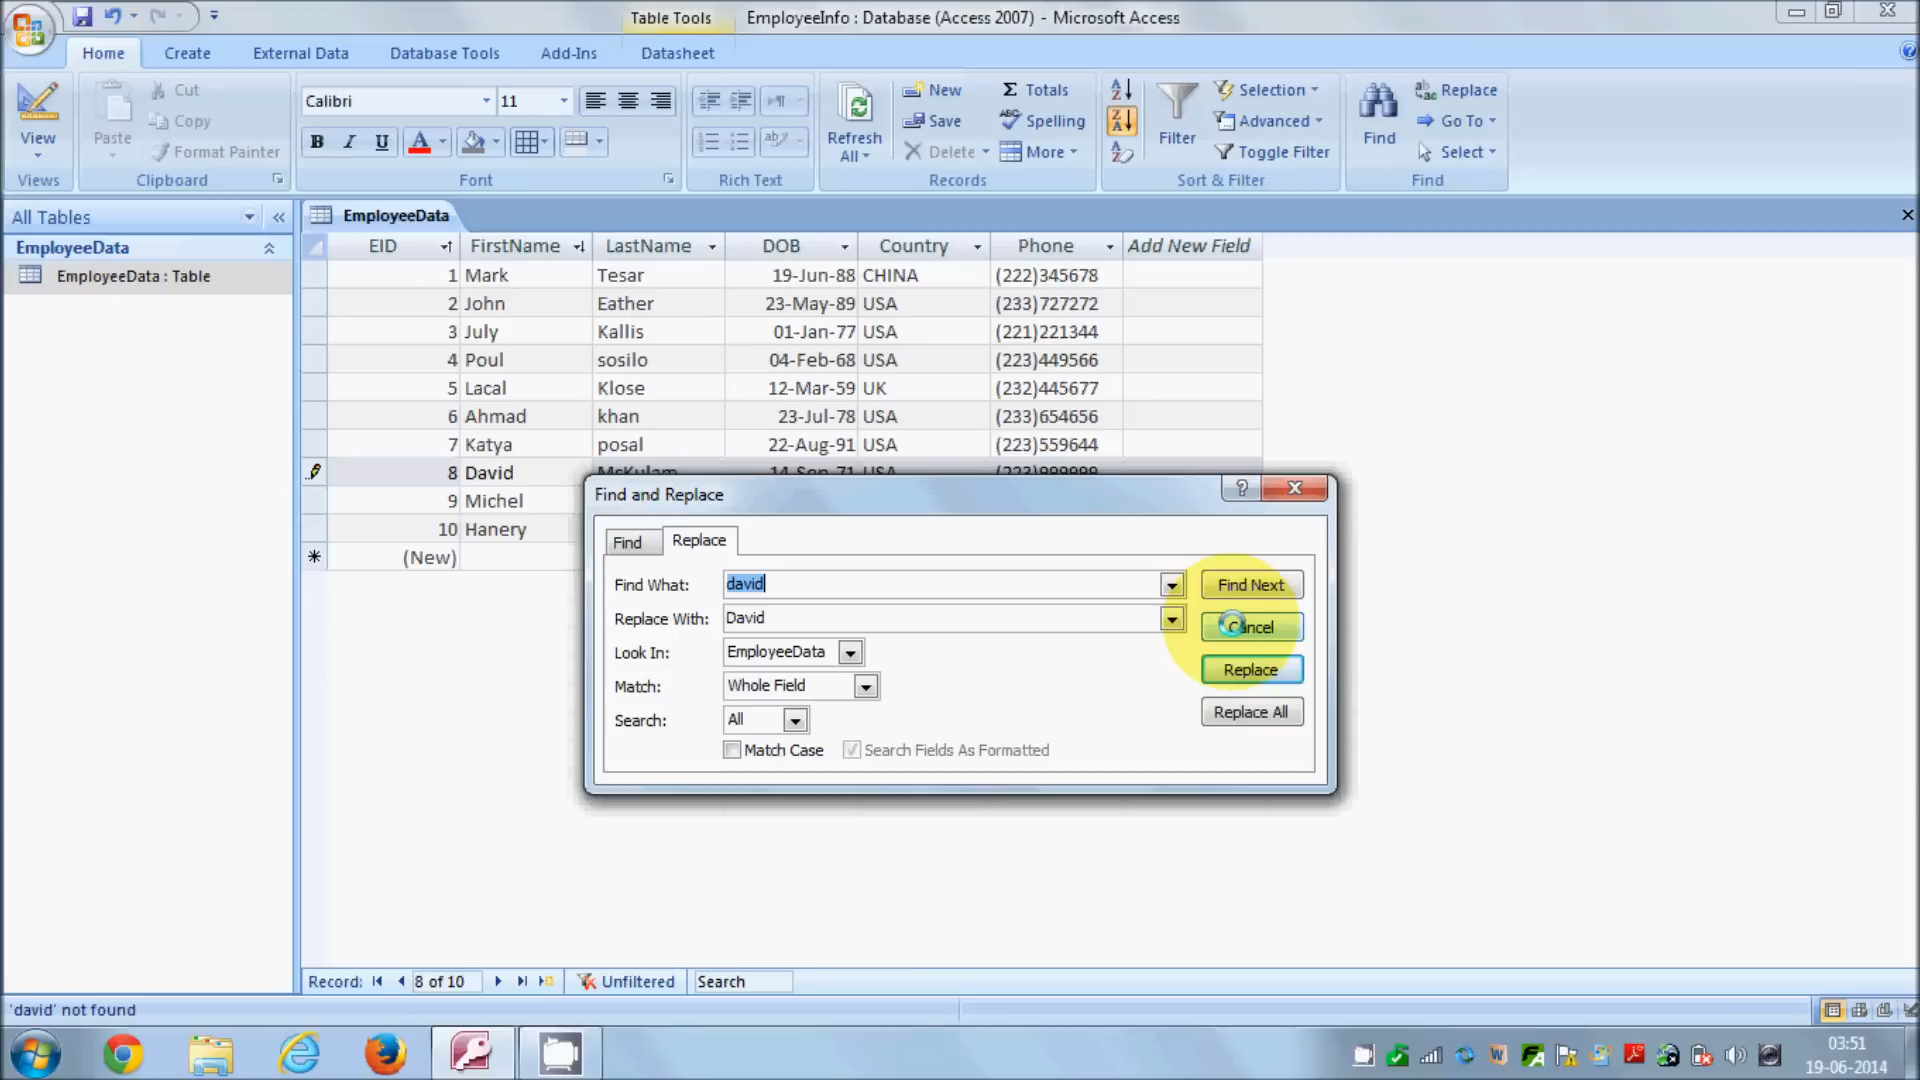 Table Tools EmployeeInfo : Database (Access 2007) - Microsoft Access
Home Create External Data Database Tools Add-Ins Datasheet
View
Views
Paste
Cut
Copy
Format Painter
Clipboard
Calibri 11
B I U A
Font
Rich Text
Refresh All
New
Save
Delete
Totals
Spelling
More
Records
Filter
Selection
Advanced
Toggle Filter
Sort & Filter
Find
Replace
Go To
Select
Find
All Tables
EmployeeData
EmployeeData : Table
EmployeeData
EID FirstName LastName DOB Country Phone Add New Field
1 Mark Tesar 19-Jun-88 CHINA (222)345678
2 John Eather 23-May-89 USA (233)727272
3 July Kallis 01-Jan-77 USA (221)221344
4 Poul sosilo 04-Feb-68 USA (223)449566
5 Lacal Klose 12-Mar-59 UK (232)445677
6 Ahmad khan 23-Jul-78 USA (233)654656
7 Katya posal 22-Aug-91 USA (223)559644
8 David McKulam 14-Sep-71 USA (223)999999
9 Michel
10 Hanery
(New)
Find and Replace
Find Replace
Find What: david Find Next
Replace With: David Cancel
Look In: EmployeeData
Match: Whole Field Replace
Search: All Replace All
Match Case Search Fields As Formatted
Record: 8 of 10 Unfiltered Search
'david' not found
03:51
19-06-2014